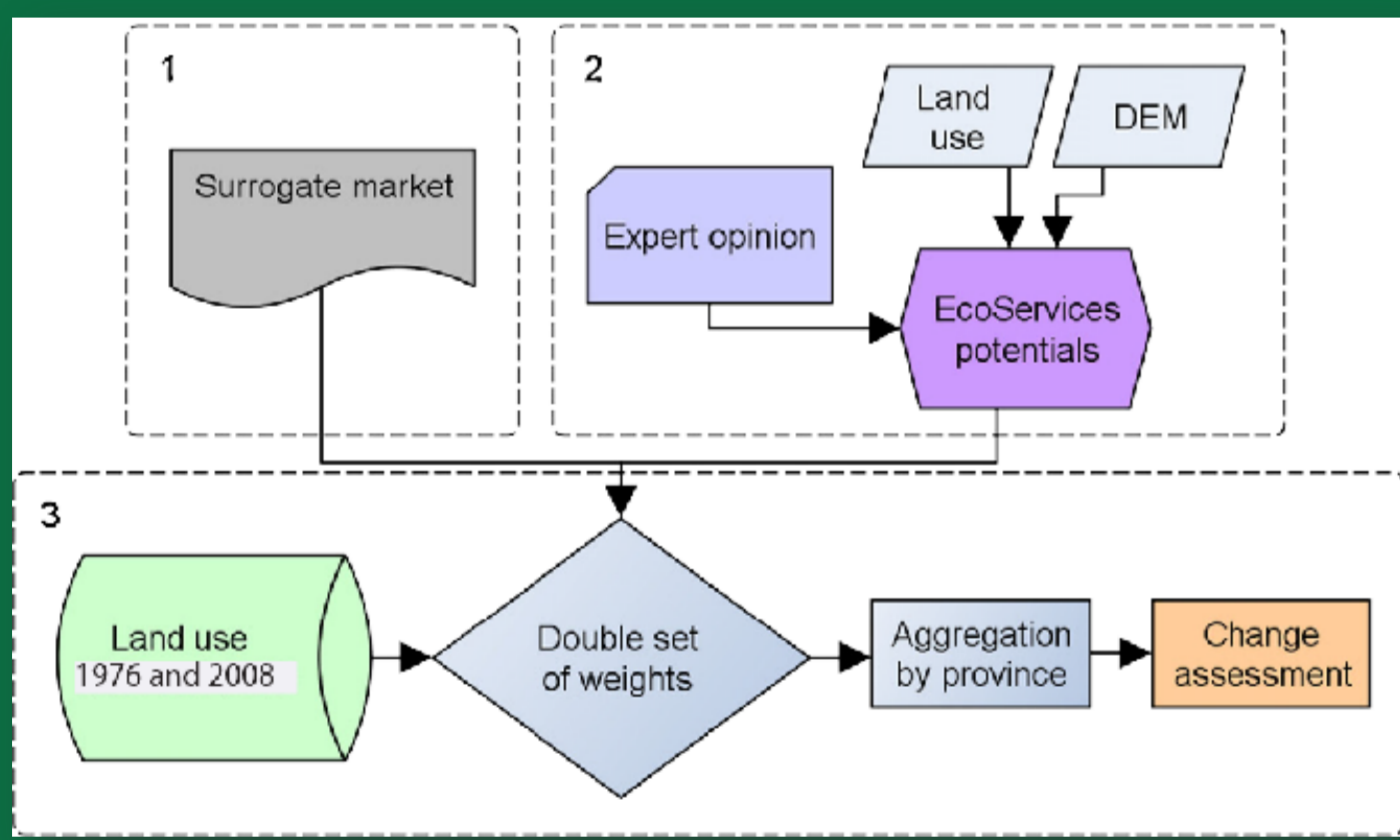 1
Surrogate market
2
Land
use
DEM
Expert opinion
EcoServices
potentials
3
Land use
1976 and 2008
Double set
of weights
Aggregation
by province
Change
assessment